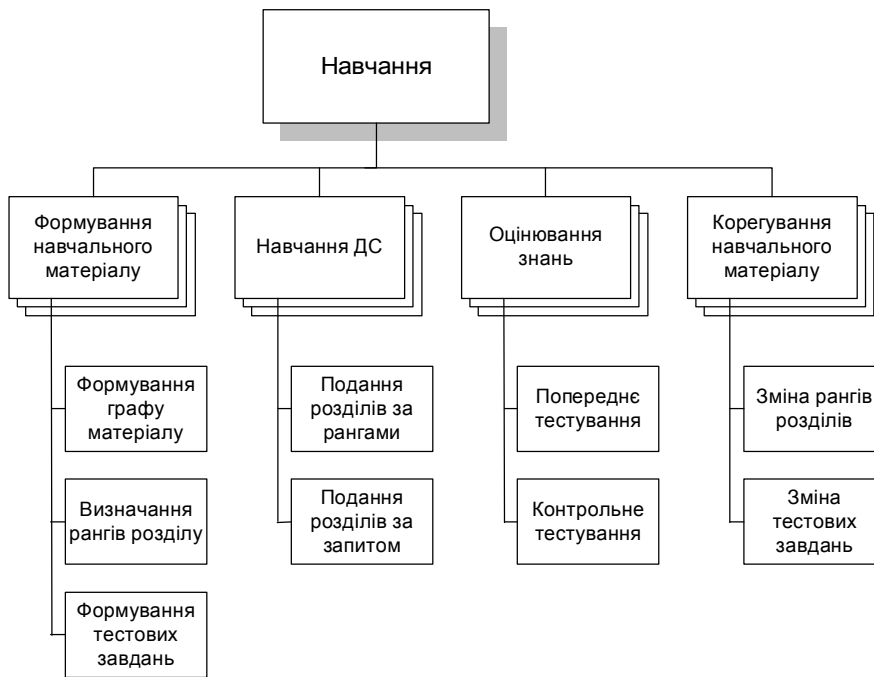 Навчання
Формування
навчального
матеріалу
Навчання ДС
Оцінювання
знань
Корегування
навчального
матеріалу
Формування
графу
матеріалу
Подання
розділів за
рангами
Попереднє
тестування
Зміна рангів
розділів
Визначання
рангів розділу
Подання
розділів за
запитом
Контрольне
тестування
Зміна
тестових
завдань
Формування
тестових
завдань